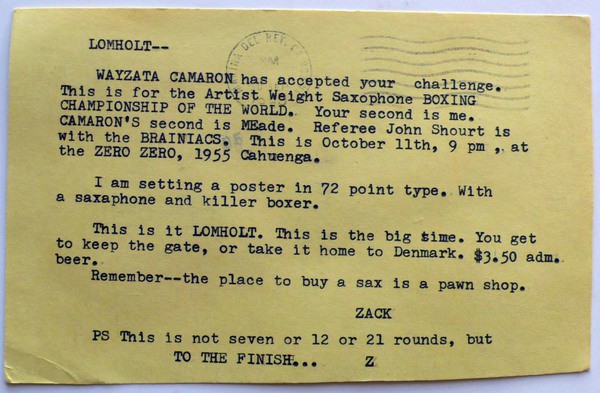 LOMHOLT--
WAYZATA CAMARON has accepted your challenge.
This is for the Artist Weight Saxophone BOXING
CHAMPIONSHIP OF THE WORLD. Your second is me.
CAMARON'S second is MEade. Referee John Shourt is
with the BRAINIACS. This is October 11th, 9 pm , at
the ZERO ZERO, 1955 Cahuenga.
I am setting a poster in 72 point type. With
a saxaphone and killer boxer.
This is it LOMHOLT. This is the big time. You get
to keep the gate, or take it home to Denmark. $3.50 adm.
beer.
Remember--the place to buy a sax is a pawn shop.
ZACK
PS This is not seven or 12 or 21 rounds, but
TO THE FINISH... Z
DEL REY, C